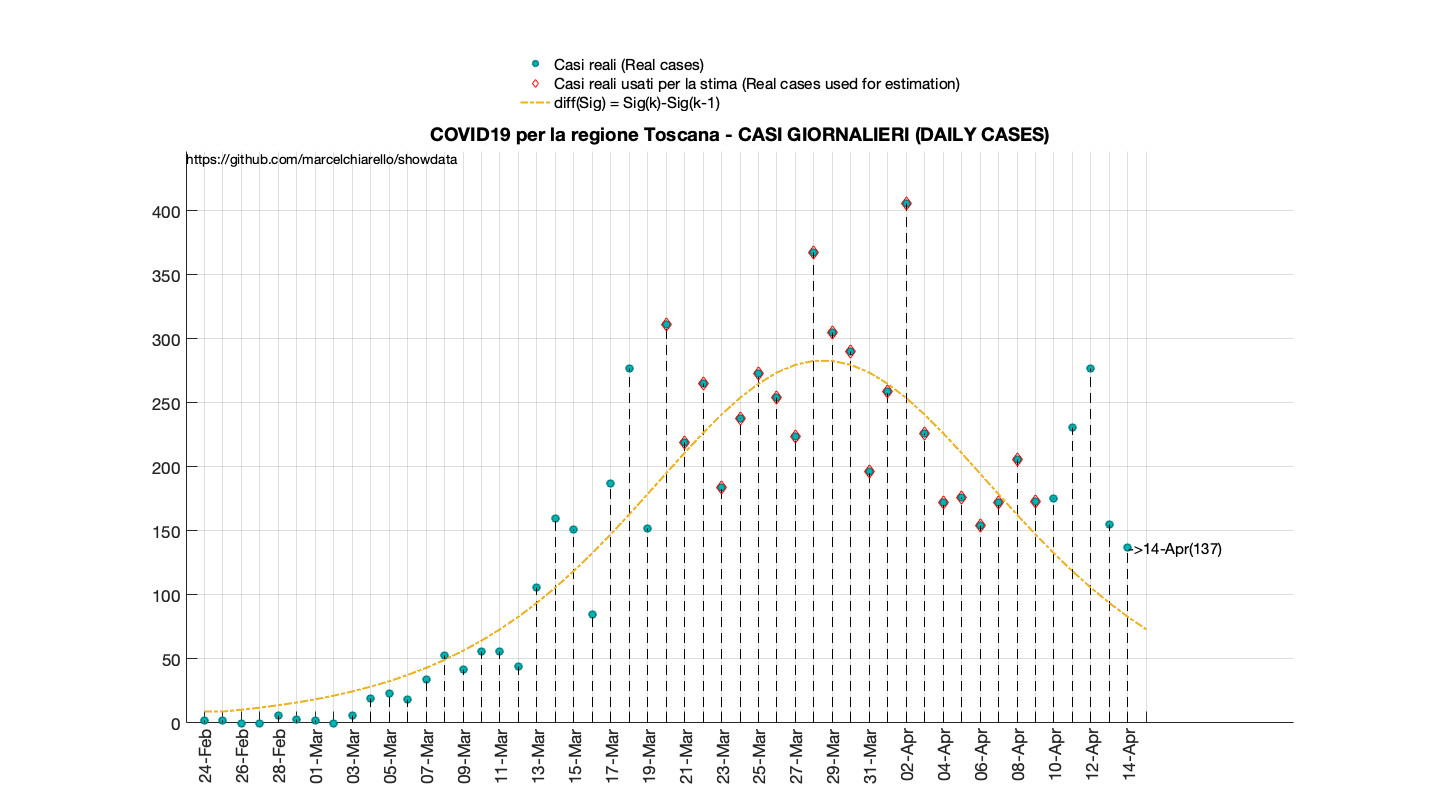 Casi reali (Real cases)
Casi reali usati per la stima (Real cases used for estimation)
diff(Sig) = Sig(k)-Sig(k-1)
COVID19 per la regione Toscana - CASI GIORNALIERI (DAILY CASES)
https://github.com/marcelchiarello/showdata
400
350
300
250
200
150
100
50
0
->14-Apr(137)
24-Feb
26-Feb
28-Feb
01-Mar
03-Mar
05-Mar
07-Mar
09-Mar
11-Mar
13-Mar
15-Mar
17-Mar
19-Mar
21-Mar
23-Mar
25-Mar
27-Mar
29-Mar
31-Mar
02-Apr
04-Apr
06-Apr
08-Apr
10-Apr
12-Apr
14-Apr